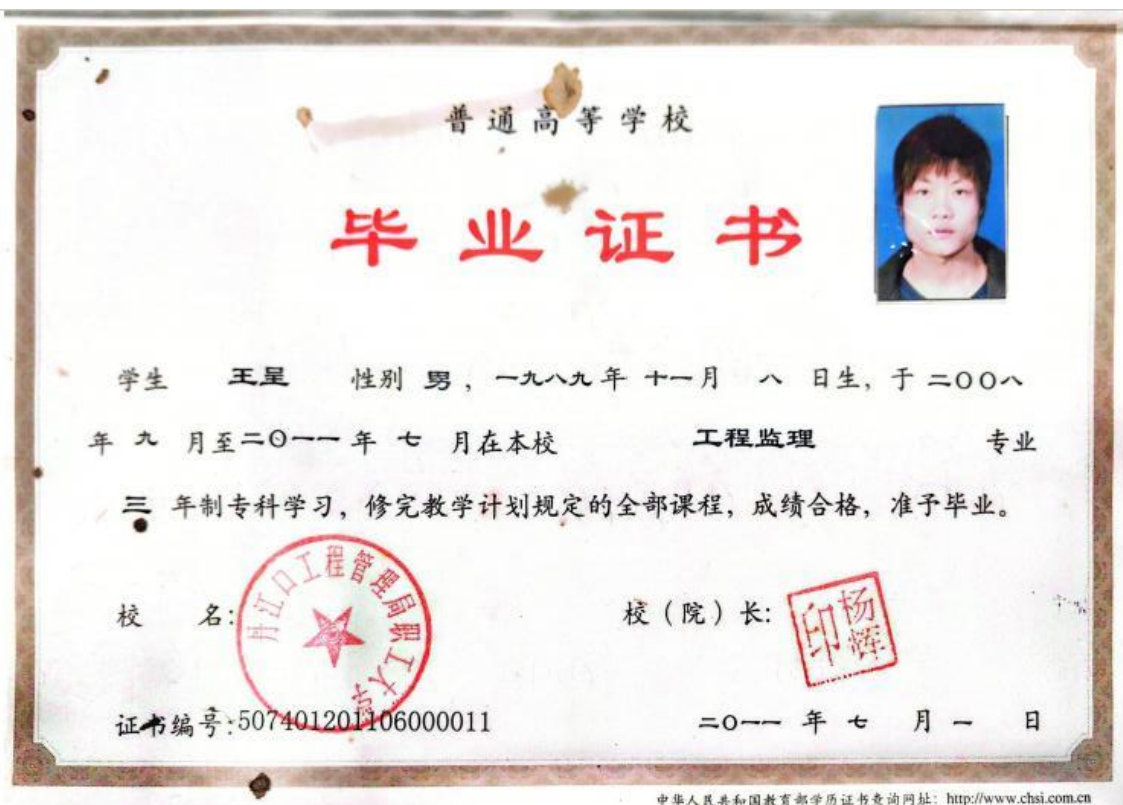 普通高等学校
毕业证书
学生 王呈 性别 男，一九八九年 十一月 八 日生，于 二〇〇八
年 九 月至二〇一一 年 七 月在本校 工程监理 专业
三 年制专科学习，修完教学计划规定的全部课程，成绩合格，准予毕业。
丹江口工程管理局职工大学
校 名： 校（院）长：
杨辉印
证书编号:507401201106000011 二〇一一 年 七 月 一 日
中华人民共和国教育部学历证书查询网址：http://www.chsi.com.cn